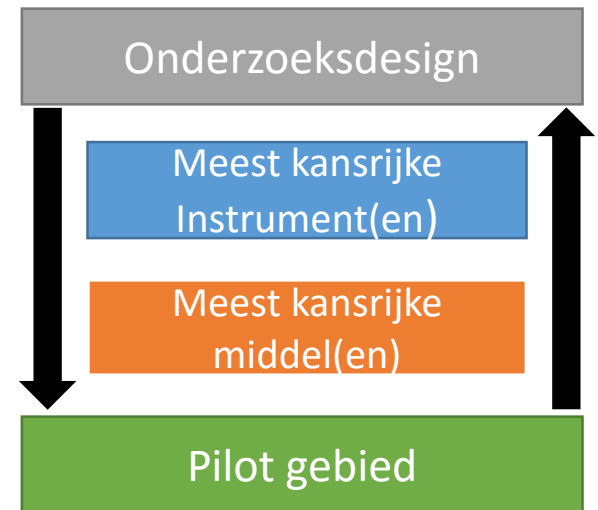 Onderzoeksdesign
Meest kansrijke
Instrument(en)
Meest kansrijke
middel(en)
Pilot gebied